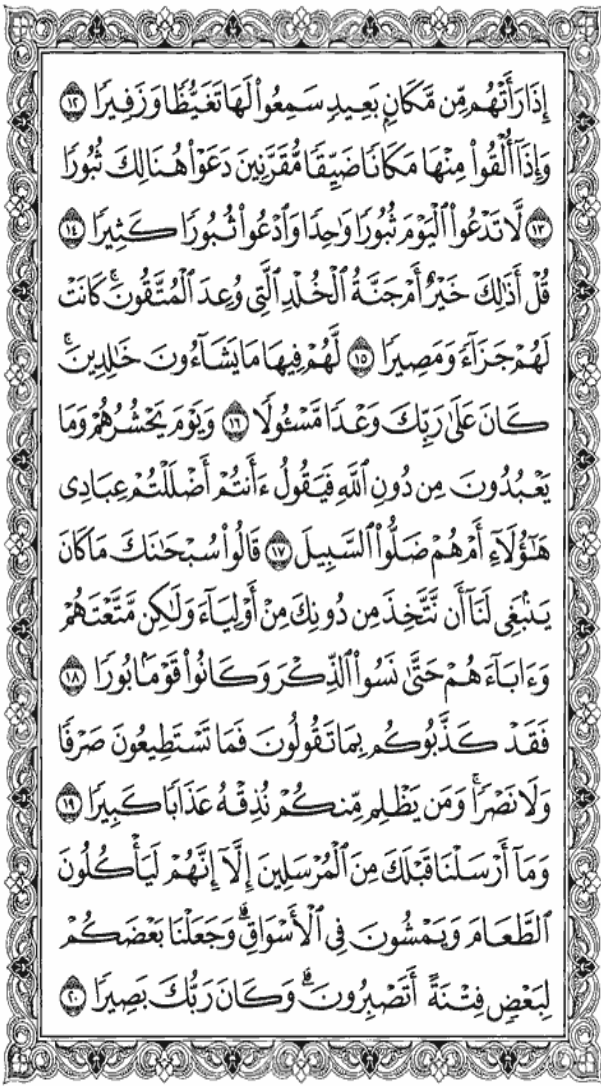 إِذَا رَأَتْهُم مِّن مَّكَانٍۭ بَعِيدٍ سَمِعُوا۟ لَهَا تَغَيُّظًا وَزَفِيرًا ۝١٢
وَإِذَآ أُلْقُوا۟ مِنْهَا مَكَانًا ضَيِّقًا مُّقَرَّنِينَ دَعَوْا۟ هُنَالِكَ ثُبُورًا
۝١٣ لَّا تَدْعُوا۟ ٱلْيَوْمَ ثُبُورًا وَٰحِدًا وَٱدْعُوا۟ ثُبُورًا كَثِيرًا ۝١٤
قُلْ أَذَٰلِكَ خَيْرٌ أَمْ جَنَّةُ ٱلْخُلْدِ ٱلَّتِى وُعِدَ ٱلْمُتَّقُونَ ۚ كَانَتْ
لَهُمْ جَزَآءً وَمَصِيرًا ۝١٥ لَّهُمْ فِيهَا مَا يَشَآءُونَ خَٰلِدِينَ ۚ
كَانَ عَلَىٰ رَبِّكَ وَعْدًا مَّسْـُٔولًا ۝١٦ وَيَوْمَ يَحْشُرُهُمْ وَمَا
يَعْبُدُونَ مِن دُونِ ٱللَّهِ فَيَقُولُ ءَأَنتُمْ أَضْلَلْتُمْ عِبَادِى
هَٰٓؤُلَآءِ أَمْ هُمْ ضَلُّوا۟ ٱلسَّبِيلَ ۝١٧ قَالُوا۟ سُبْحَٰنَكَ مَا كَانَ
يَنۢبَغِى لَنَآ أَن نَّتَّخِذَ مِن دُونِكَ مِنْ أَوْلِيَآءَ وَلَٰكِن مَّتَّعْتَهُمْ
وَءَابَآءَهُمْ حَتَّىٰ نَسُوا۟ ٱلذِّكْرَ وَكَانُوا۟ قَوْمًۢا بُورًا ۝١٨
فَقَدْ كَذَّبُوكُم بِمَا تَقُولُونَ فَمَا تَسْتَطِيعُونَ صَرْفًا
وَلَا نَصْرًا ۚ وَمَن يَظْلِم مِّنكُمْ نُذِقْهُ عَذَابًا كَبِيرًا ۝١٩
وَمَآ أَرْسَلْنَا قَبْلَكَ مِنَ ٱلْمُرْسَلِينَ إِلَّآ إِنَّهُمْ لَيَأْكُلُونَ
ٱلطَّعَامَ وَيَمْشُونَ فِى ٱلْأَسْوَاقِ ۗ وَجَعَلْنَا بَعْضَكُمْ
لِبَعْضٍ فِتْنَةً أَتَصْبِرُونَ ۗ وَكَانَ رَبُّكَ بَصِيرًا ۝٢٠